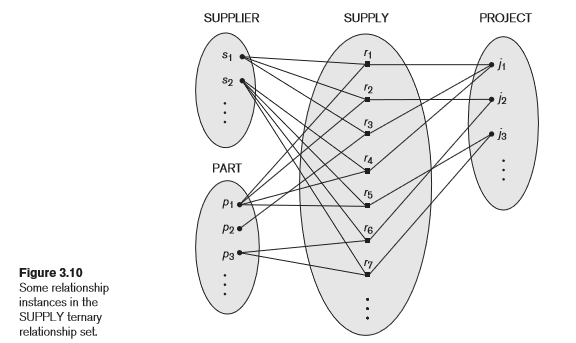 SUPPLIER
SUPPLY
PROJECT
s1
s2
PART
p1
p2
p3
r1
r2
r3
r4
r5
r6
r7
j1
j2
j3
Figure 3.10
Some relationship
instances in the
SUPPLY ternary
relationship set.